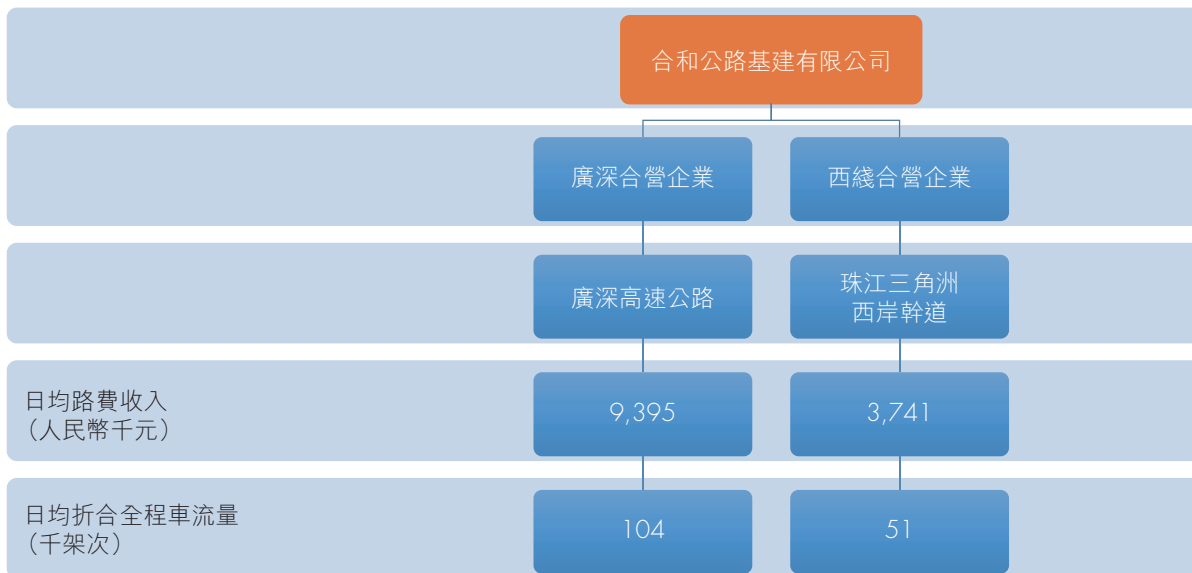 合和公路基建有限公司
廣深合營企業
西綫合營企業
廣深高速公路
珠江三角洲
西岸幹道
日均路費收入
（人民幣千元）
9,395
3,741
日均折合全程車流量
（千架次）
104
51